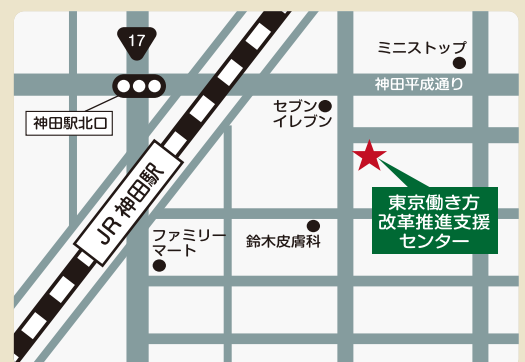 17
ミニストップ
神田平成通り
セブン
イレブン
神田駅北口
JR 神田駅
東京働き方
改革推進支援
センター
ファミリー
マート
鈴木皮膚科